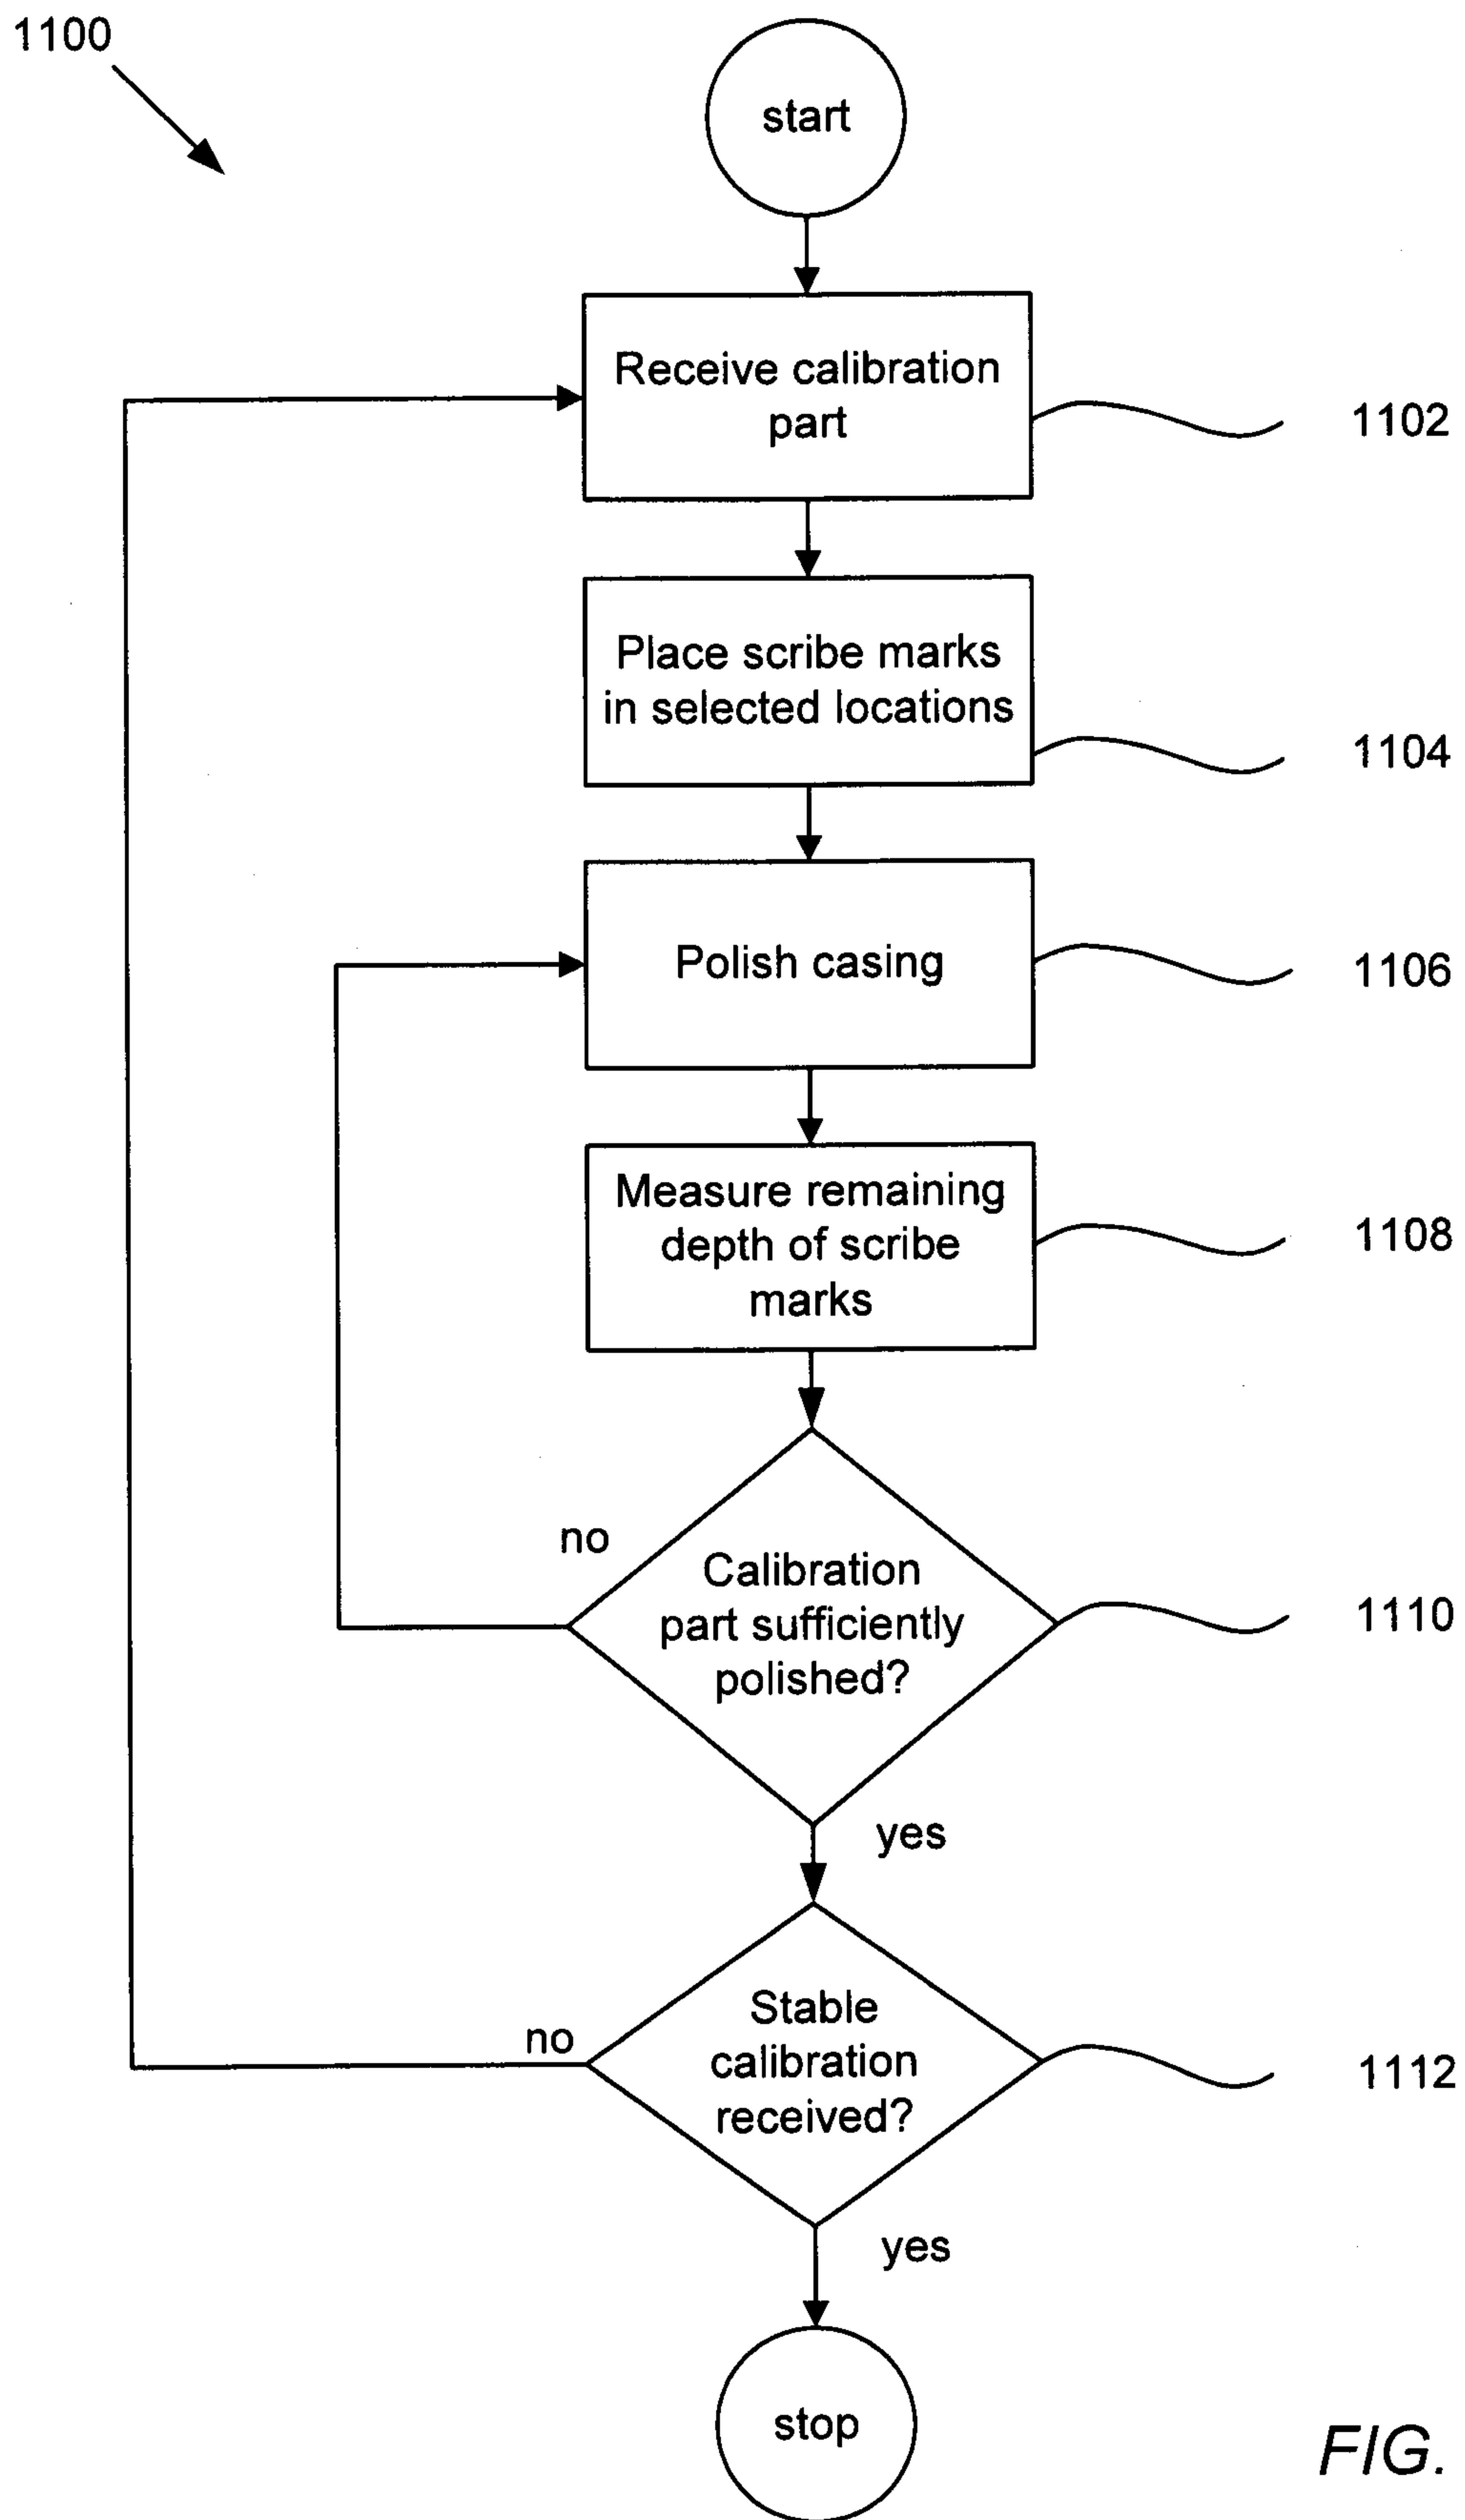 1100
start
Receive calibration
part
1102
Place scribe marks
in selected locations
1104
Polish casing
1106
Measure remaining
depth of scribe
marks
1108
no
Calibration
part sufficiently
polished?
1110
yes
no
Stable
calibration
received?
1112
yes
stop
FIG.